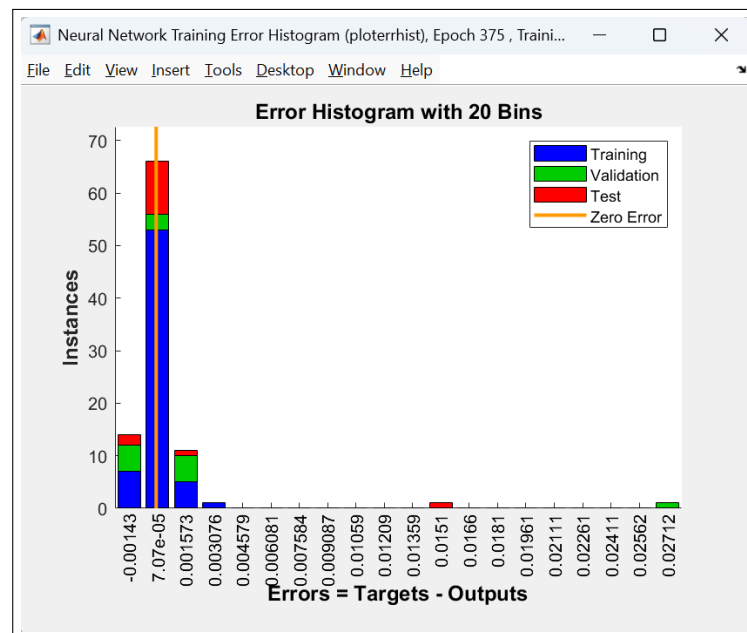 Neural Network Training Error Histogram (ploterrhist), Epoch 375 , Traini...
File Edit View Insert Tools Desktop Window Help
Error Histogram with 20 Bins
70
60
50
40
30
20
10
0
Instances
Training
Validation
Test
Zero Error
-0.00143
7.07e-05
0.001573
0.003076
0.004579
0.006081
0.007584
0.009087
0.01059
0.01209
0.01359
0.0151
0.0166
0.0181
0.01961
0.02111
0.02261
0.02411
0.02562
0.02712
Errors = Targets - Outputs